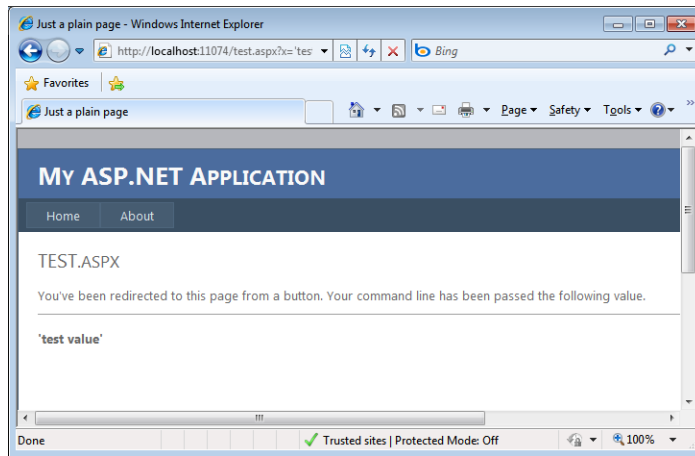 Just a plain page - Windows Internet Explorer
http://localhost:11074/test.aspx?x='tes
Bing
Favorites
Just a plain page
Page Safety Tools
MY ASP.NET APPLICATION
Home About
TEST.ASPX
You've been redirected to this page from a button. Your command line has been passed the following value.
'test value'
Done Trusted sites | Protected Mode: Off 100%